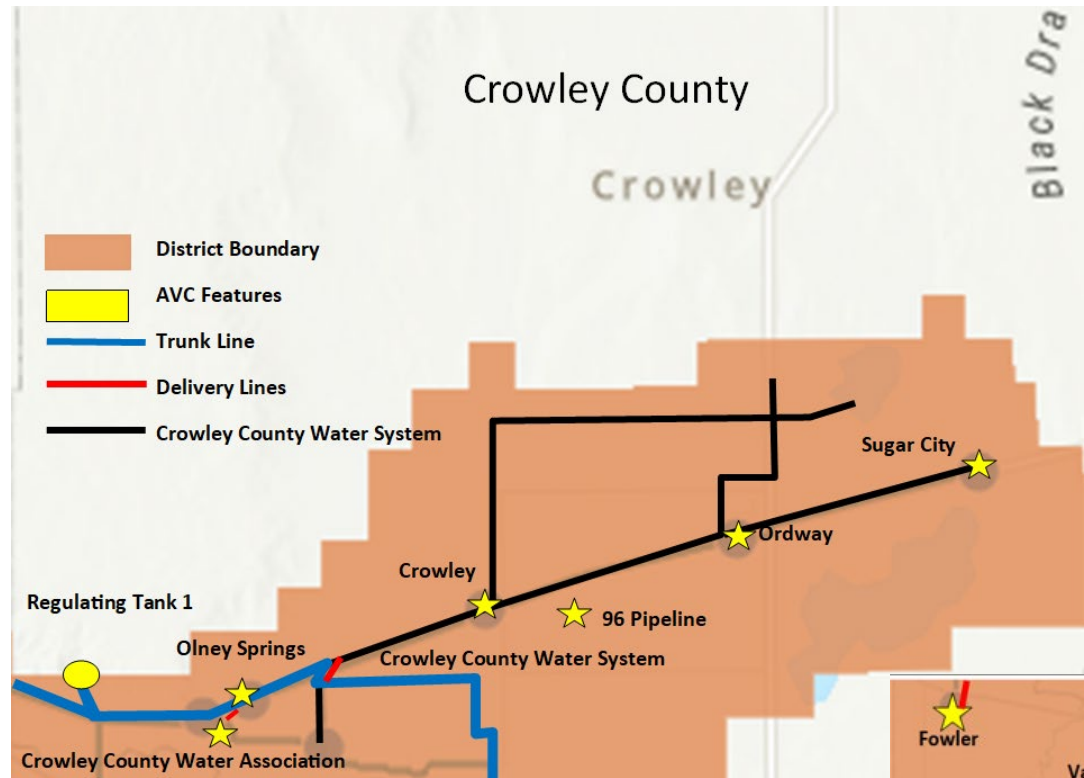 Crowley County
Black Dra
Crowley
District Boundary
AVC Features
Trunk Line
Delivery Lines
Crowley County Water System
Sugar City
Ordway
Crowley
96 Pipeline
Regulating Tank 1
Olney Springs
Crowley County Water System
Fowler
Crowley County Water Association
Va